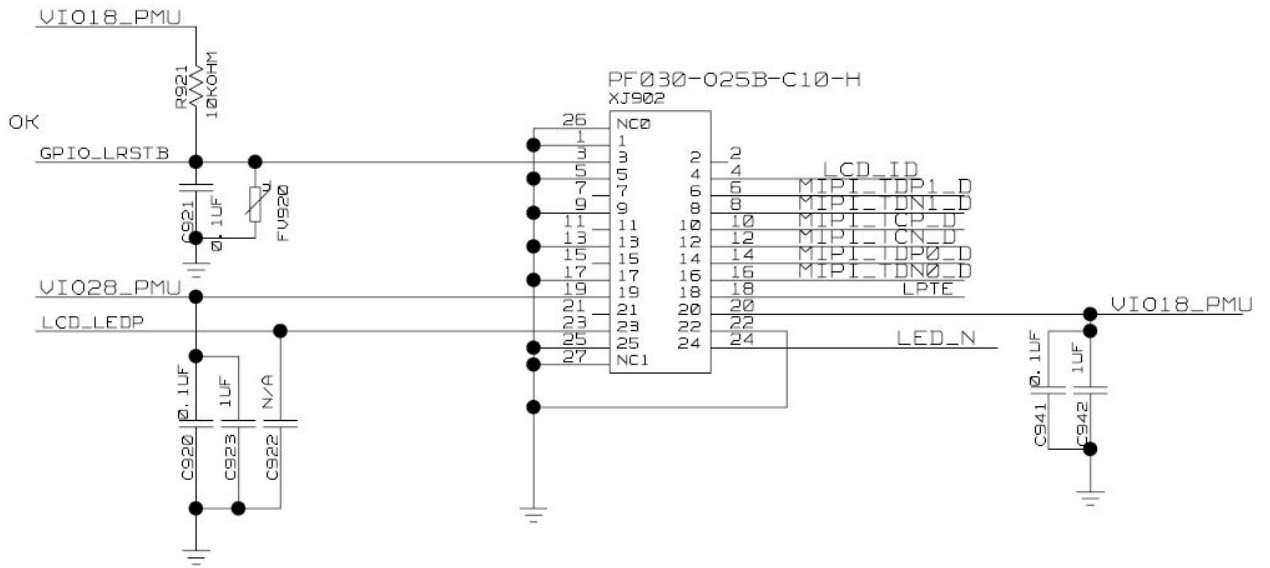 VIO18_PMU
R921
10KOHM
OK
GPIO_LRSTB
C921
0.1UF
FV920
VIO28_PMU
LCD_LEDP
C920
0.1UF
C923
1UF
C922
N/A
PF030-O25B-C10-H
XJ902
26 NC0
1 1
3 3 2 2
5 5 4 4 LCD_ID
7 7 6 6 MIPI_TDP1_D
9 9 8 8 MIPI_TDN1_D
11 11 10 10 MIPI_CP_D
13 13 12 12 MIPI_TCN_D
15 15 14 14 MIPI_TDP0_D
17 17 16 16 MIPI_TDN0_D
19 19 18 18 LPTE
21 21 20 20 VIO18_PMU
23 23 22 22
25 25 24 24 LED_N
27 NC1
C941
0.1UF
C942
1UF